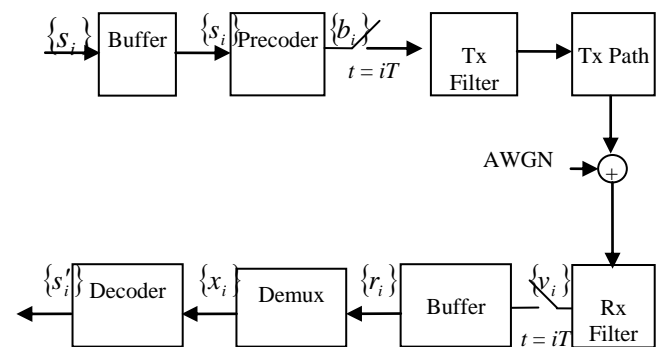 {s_i}
Buffer
{s_i}
Precoder
{b_i}
t = iT
Tx
Filter
Tx Path
AWGN
+
{s'_i}
Decoder
{x_i}
Demux
{r_i}
Buffer
{v_i}
t = iT
Rx
Filter